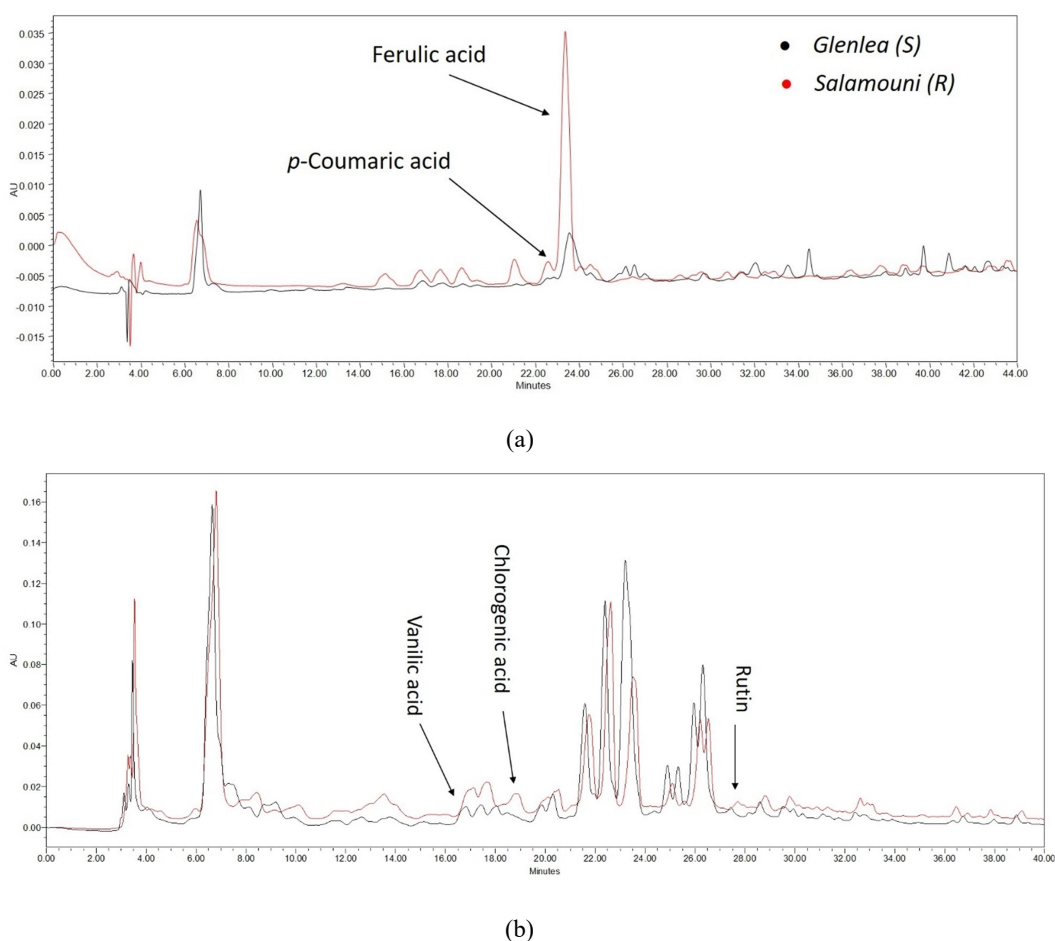 0.035
0.030
0.025
0.020
0.015
0.010
0.005
0.000
-0.005
-0.010
-0.015
AU
Ferulic acid
p-Coumaric acid
Glenlea (S)
Salamouni (R)
0.00 2.00 4.00 6.00 8.00 10.00 12.00 14.00 16.00 18.00 20.00 22.00 24.00 26.00 28.00 30.00 32.00 34.00 36.00 38.00 40.00 42.00 44.00
Minutes
(a)
0.16
0.14
0.12
0.10
0.08
0.06
0.04
0.02
0.00
AU
Vanilic acid
Chlorogenic acid
Rutin
0.00 2.00 4.00 6.00 8.00 10.00 12.00 14.00 16.00 18.00 20.00 22.00 24.00 26.00 28.00 30.00 32.00 34.00 36.00 38.00 40.00
Minutes
(b)